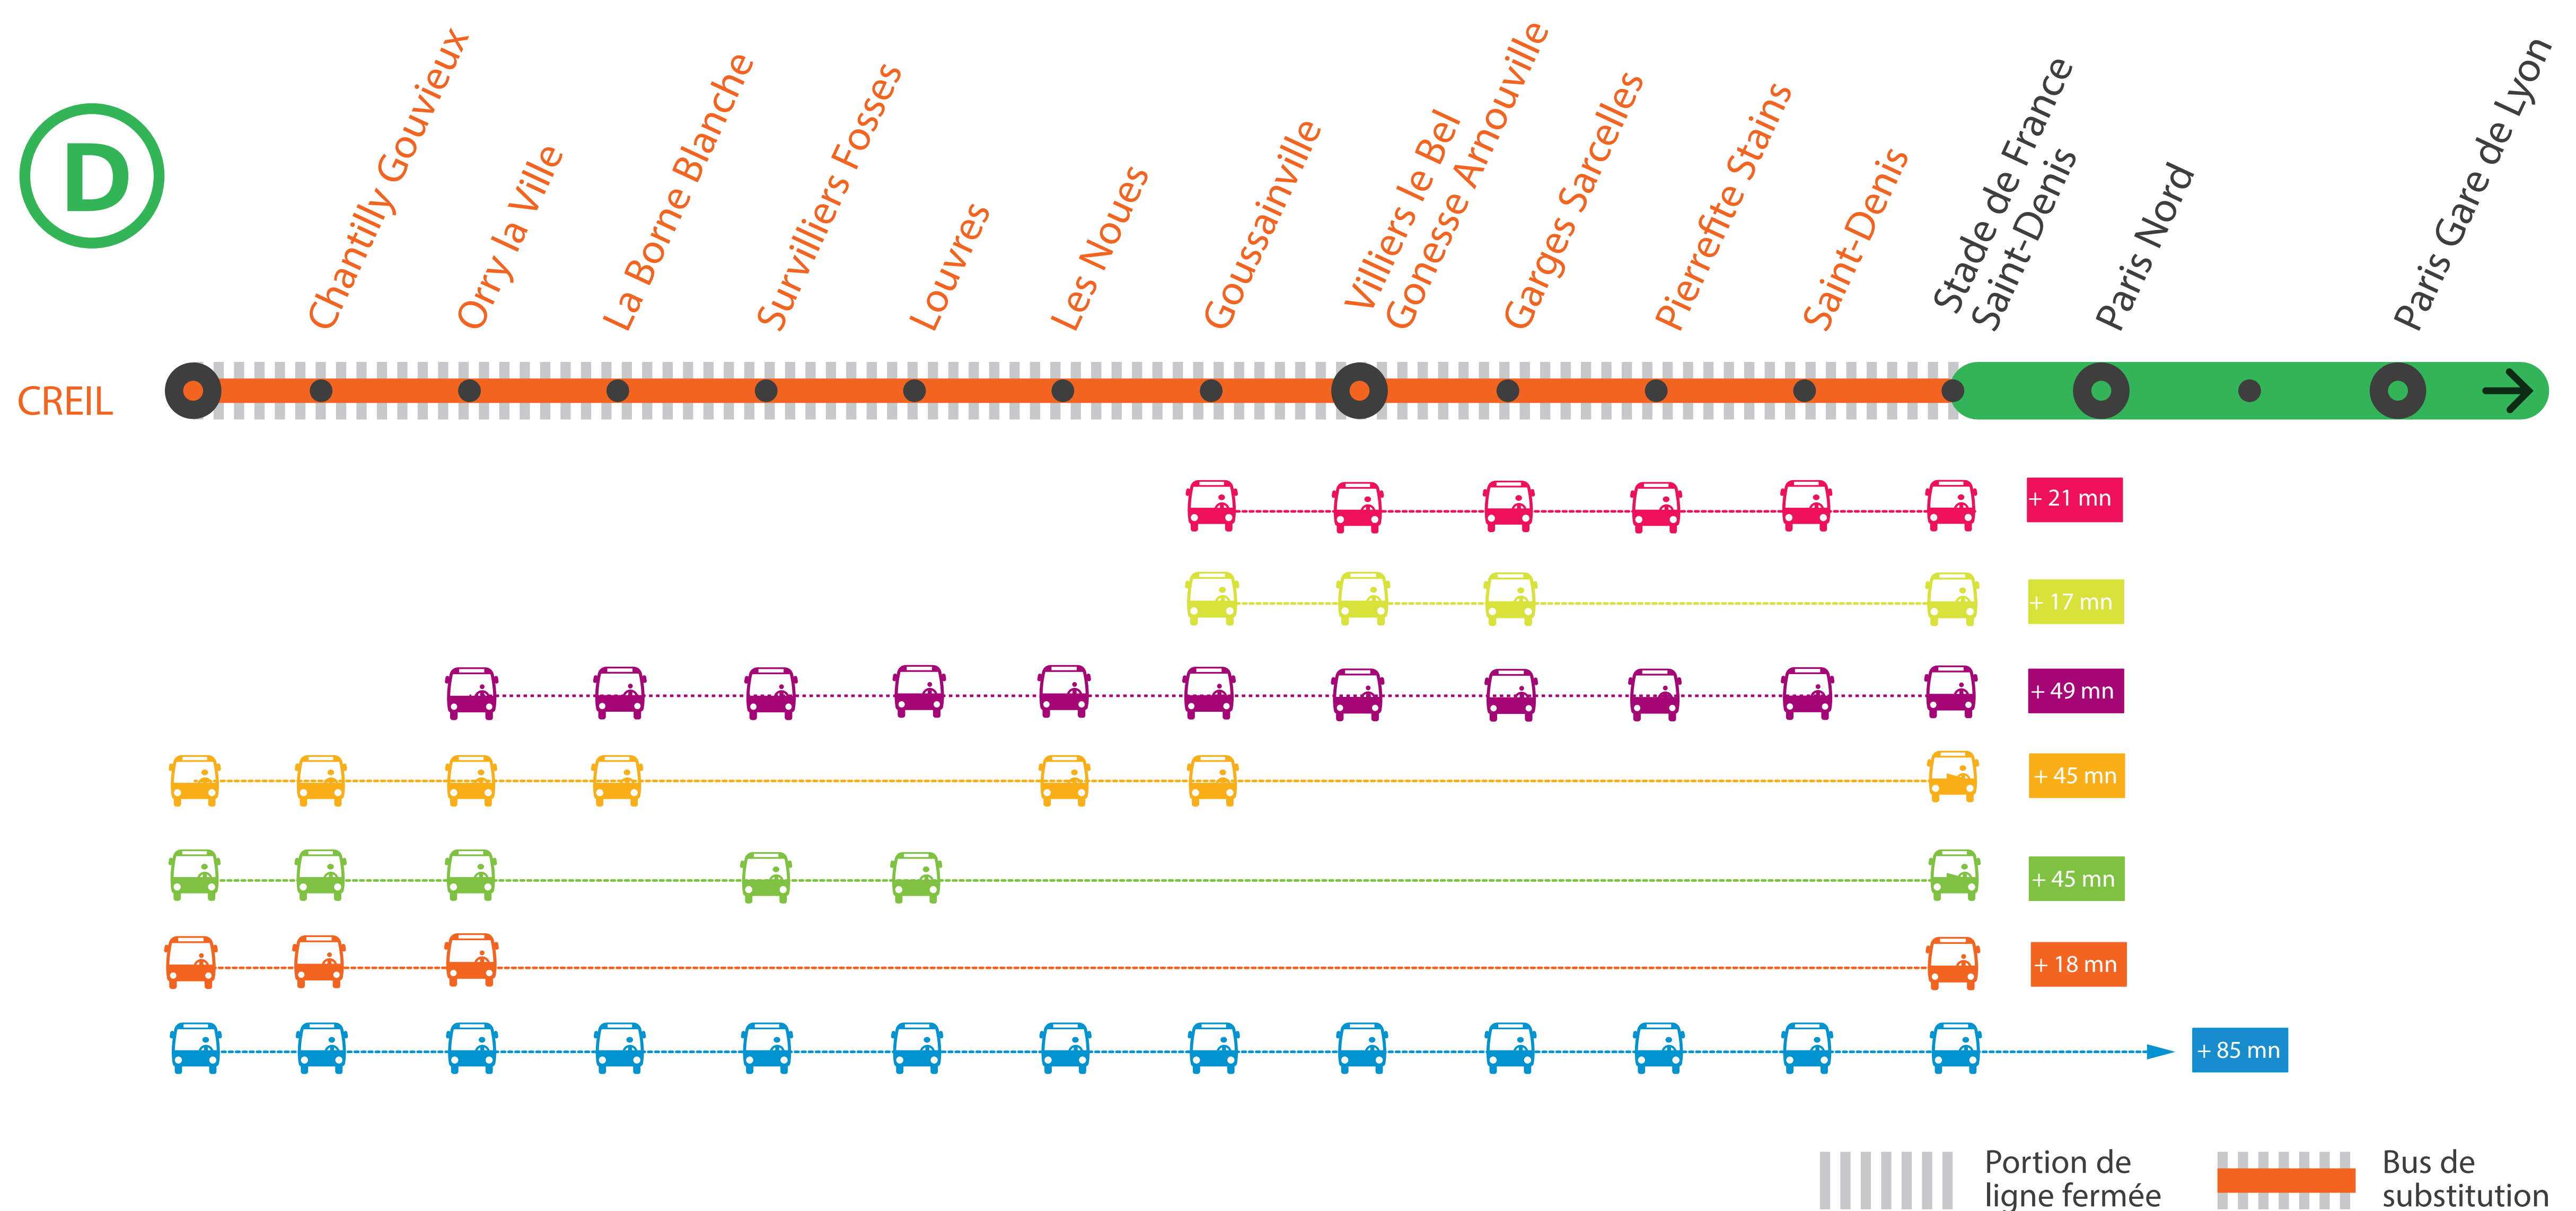 D
Chantilly Gouvieux
Orry la Ville
La Borne Blanche
Survilliers Fosses
Louvres
Les Noues
Goussainville
Villiers le Bel
Gonesse Arnouville
Garges Sarcelles
Pierrefite Stains
Saint-Denis
Stade de France
Saint-Denis
Paris Nord
Paris Gare de Lyon
CREIL
+ 21 mn
+ 17 mn
+ 49 mn
+ 45 mn
+ 45 mn
+ 18 mn
+ 85 mn
Portion de
ligne fermée
Bus de
substitution